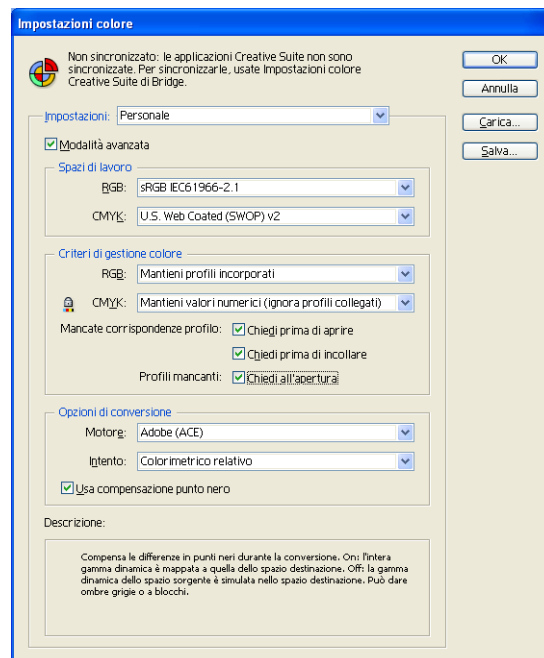 Impostazioni colore
Non sincronizzato: le applicazioni Creative Suite non sono
sincronizzate. Per sincronizzarle, usate Impostazioni colore
Creative Suite di Bridge.
OK
Annulla
Carica...
Salva...
Impostazioni: Personale
Modalità avanzata
Spazi di lavoro
RGB: sRGB IEC61966-2.1
CMYK: U.S. Web Coated (SWOP) v2
Criteri di gestione colore
RGB: Mantieni profili incorporati
CMYK: Mantieni valori numerici (ignora profili collegati)
Mancate corrispondenze profilo: Chiedi prima di aprire
Chiedi prima di incollare
Profili mancanti: Chiedi all'apertura
Opzioni di conversione
Motore: Adobe (ACE)
Intento: Colorimetrico relativo
Usa compensazione punto nero
Descrizione:
Compensa le differenze in punti neri durante la conversione. On: l'intera
gamma dinamica è mappata a quella dello spazio destinazione. Off: la gamma
dinamica dello spazio sorgente è simulata nello spazio destinazione. Può dare
ombre grigie o a blocchi.